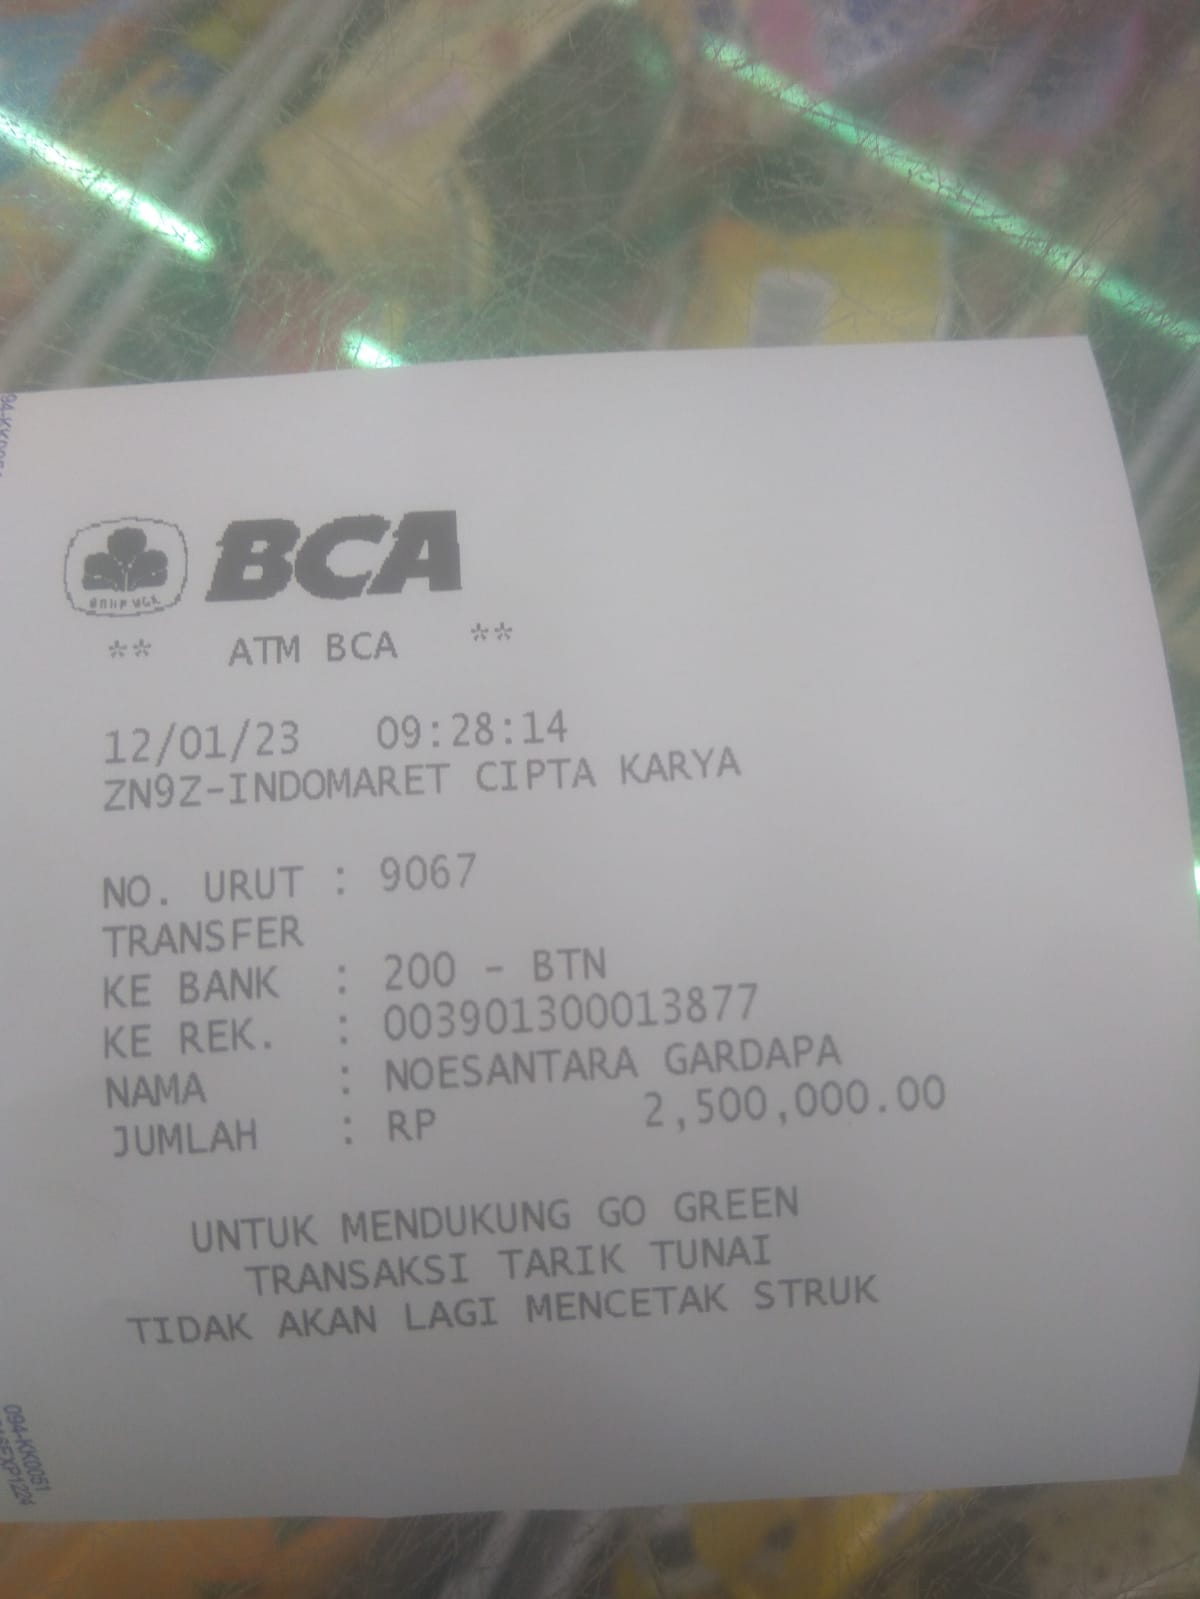 BCA
** ATM BCA **
12/01/23 09:28:14
ZN9Z-INDOMARET CIPTA KARYA
NO. URUT : 9067
TRANSFER
KE BANK : 200 - BTN
KE REK. : 003901300013877
NAMA : NOESANTARA GARDAPA
JUMLAH : RP 2,500,000.00
UNTUK MENDUKUNG GO GREEN
TRANSAKSI TARIK TUNAI
TIDAK AKAN LAGI MENCETAK STRUK
094-KK0051